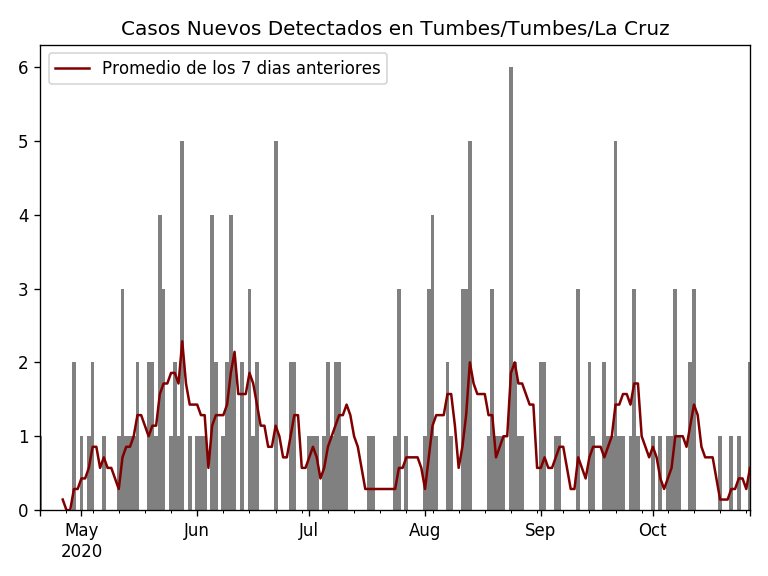 Casos Nuevos Detectados en Tumbes/Tumbes/La Cruz
Promedio de los 7 dias anteriores
6
5
4
3
2
1
0
May Jun Jul Aug Sep Oct
2020